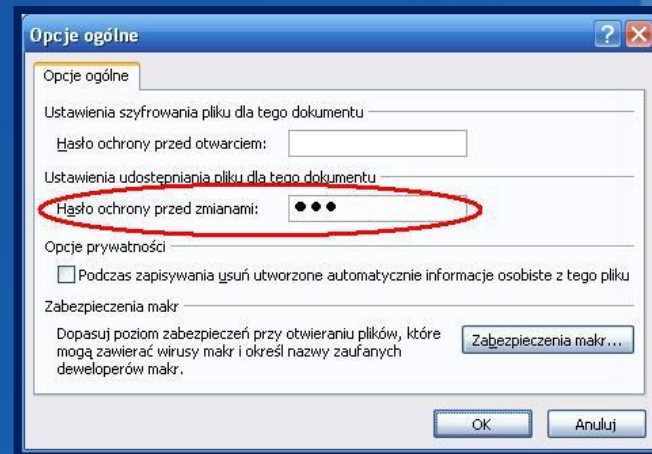 Opcje ogólne
Opcje ogólne
Ustawienia szyfrowania pliku dla tego dokumentu
Hasło ochrony przed otwarciem:
Ustawienia udostępniania pliku dla tego dokumentu
Hasło ochrony przed zmianami: ●●●
Opcje prywatności
Podczas zapisywania usuń utworzone automatycznie informacje osobiste z tego pliku
Zabezpieczenia makr
Dopasuj poziom zabezpieczeń przy otwieraniu plików, które
mogą zawierać wirusy makr i określ nazwy zaufanych
deweloperów makr.
Zabezpieczenia makr...
OK Anuluj